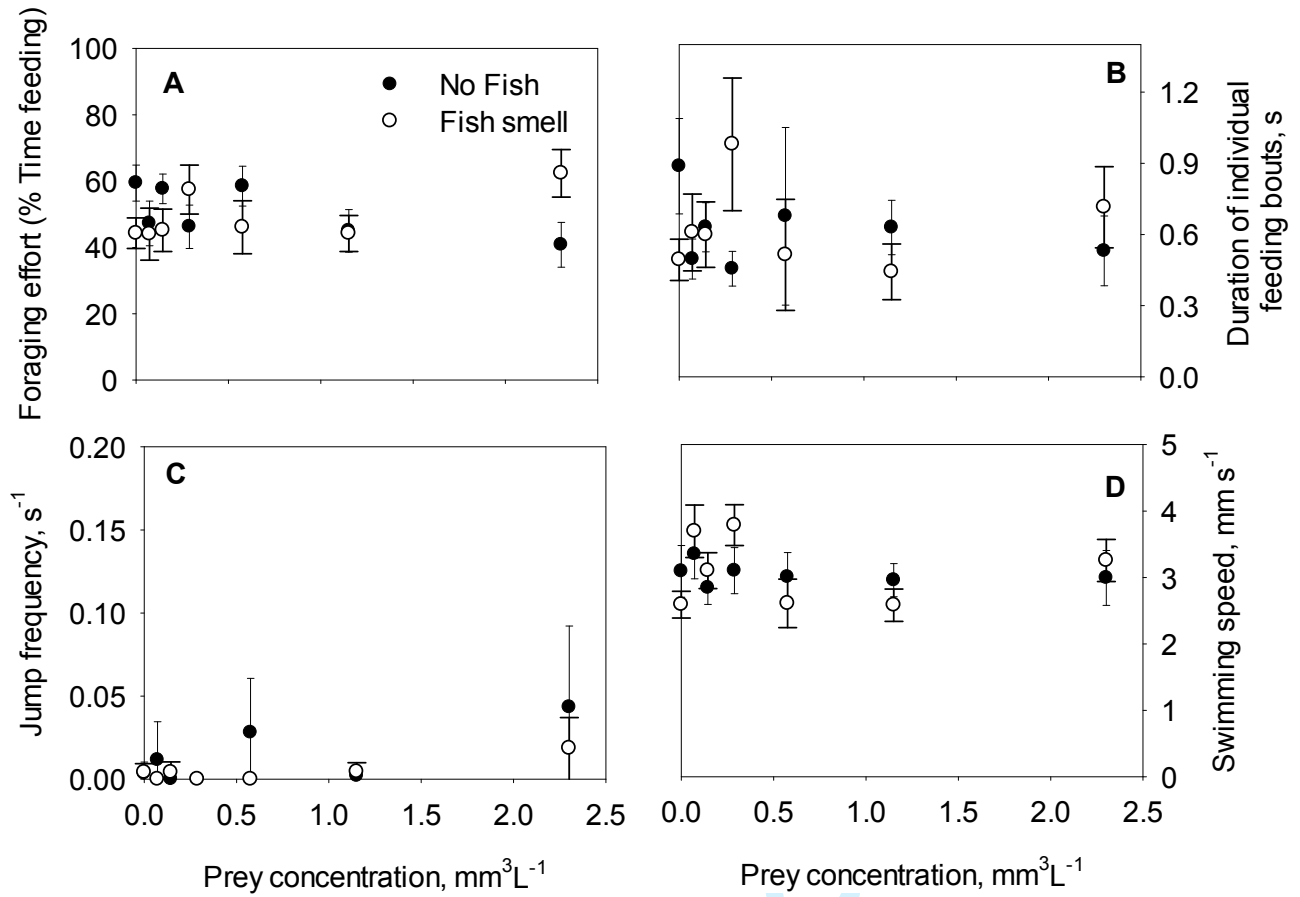 A
No Fish
Fish smell
100
80
60
40
20
0
Foraging effort (% Time feeding)
B
1.2
0.9
0.6
0.3
0.0
Duration of individual
feeding bouts, s
C
0.20
0.15
0.10
0.05
0.00
Jump frequency, s⁻¹
0.0 0.5 1.0 1.5 2.0 2.5
Prey concentration, mm³L⁻¹
D
5
4
3
2
1
0
Swimming speed, mm s⁻¹
0.0 0.5 1.0 1.5 2.0 2.5
Prey concentration, mm³L⁻¹